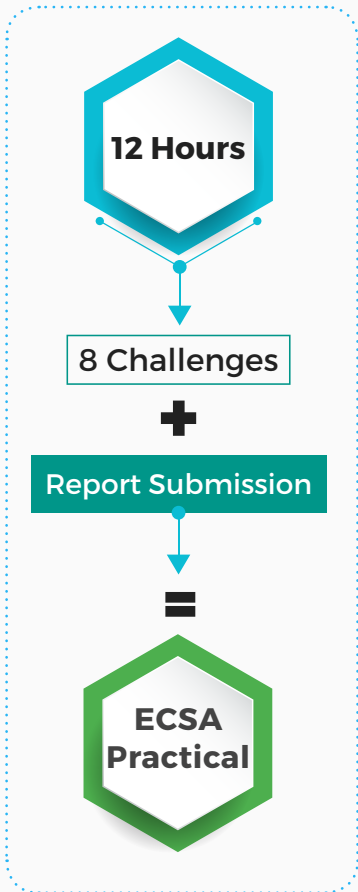 12 Hours
8 Challenges
+
Report Submission
=
ECSA
Practical